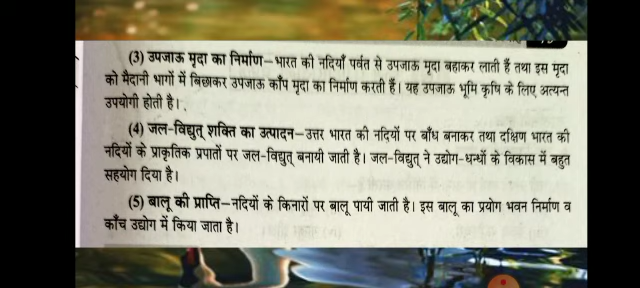 (3) उपजाऊ मृदा का निर्माण–भारत की नदियाँ पर्वत से उपजाऊ मृदा बहाकर लाती हैं तथा इस मृदा
को मैदानी भागों में बिछाकर उपजाऊ काँप मृदा का निर्माण करती हैं। यह उपजाऊ भूमि कृषि के लिए अत्यन्त
उपयोगी होती है।
(4) जल-विद्युत् शक्ति का उत्पादन–उत्तर भारत की नदियों पर बाँध बनाकर तथा दक्षिण भारत की
नदियों के प्राकृतिक प्रपातों पर जल-विद्युत् बनायी जाती है। जल-विद्युत् ने उद्योग-धन्धों के विकास में बहुत
सहयोग दिया है।
(5) बालू की प्राप्ति–नदियों के किनारों पर बालू पायी जाती है। इस बालू का प्रयोग भवन निर्माण व
काँच उद्योग में किया जाता है।